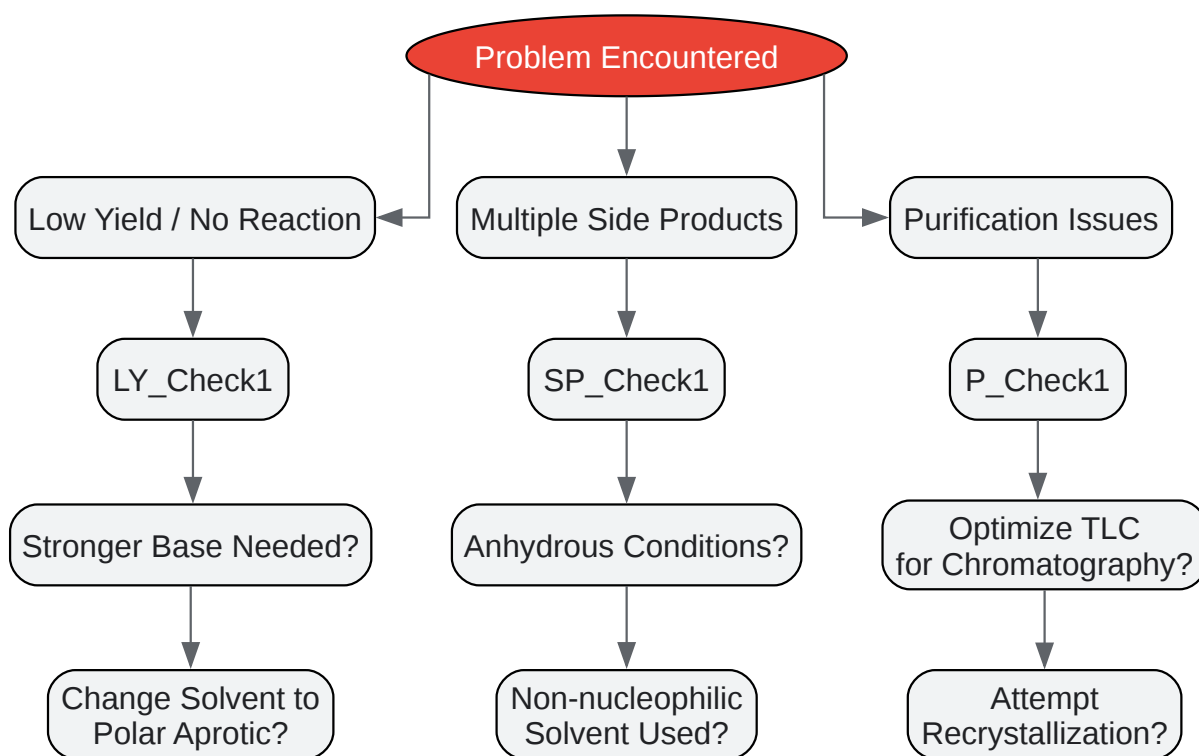 Problem Encountered
Low Yield / No Reaction
Multiple Side Products
Purification Issues
LY_Check1
SP_Check1
P_Check1
Stronger Base Needed?
Anhydrous Conditions?
Optimize TLC
for Chromatography?
Change Solvent to
Polar Aprotic?
Non-nucleophilic
Solvent Used?
Attempt
Recrystallization?